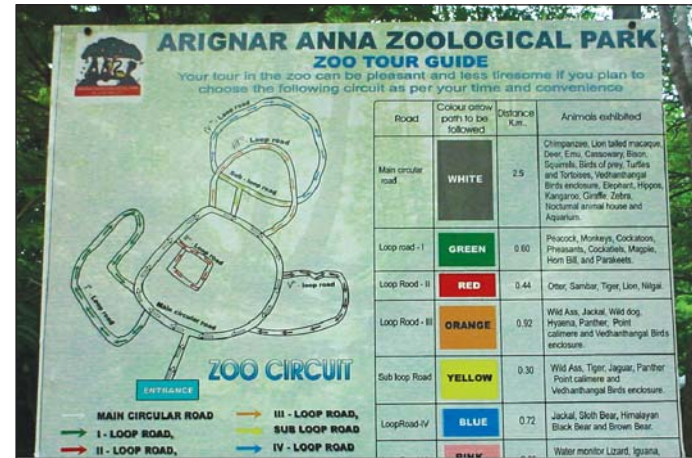 ARIGNAR ANNA ZOOLOGICAL PARK
ZOO TOUR GUIDE
Your tour in the zoo can be pleasant and less tiresome if you plan to
choose the following circuit as per your time and convenience
IV - Loop road
III - Loop road
Sub - loop road
II - Loop road
I - Loop road
V - loop road
Main circular road
ENTRANCE
ZOO CIRCUIT
MAIN CIRCULAR ROAD
I - LOOP ROAD,
II - LOOP ROAD,
III - LOOP ROAD,
SUB LOOP ROAD
IV - LOOP ROAD
Road
Colour arrow
path to be
followed
Distance
K.m.
Animals exhibited
Main circular
road
WHITE
2.5
Chimpanzee, Lion tailed macaque,
Deer, Emu, Cassowary, Bison,
Squirrels, Birds of prey, Turtles
and Tortoises, Vedhanthangal
Birds enclosure, Elephant, Hippos,
Kangaroo, Giraffe, Zebra,
Nocturnal animal house and
Aquarium.
Loop road - I
GREEN
0.60
Peacock, Monkeys, Cockatoons,
Pheasants, Cockatiels, Magpie,
Horn Bill, and Parakeets.
Loop Rood - II
RED
0.44
Otter, Sambar, Tiger, Lion, Nilgai.
Loop Rood - III
ORANGE
0.92
Wild Ass, Jackal, Wild dog,
Hyaena, Panther, Point
calimere and Vedhanthangal Birds
enclosure.
Sub loop Road
YELLOW
0.30
Wild Ass, Tiger, Jaguar, Panther
Point calimere and
Vedhanthangal Birds enclosure.
LoopRoad-IV
BLUE
0.72
Jackal, Sloth Bear, Himalayan
Black Bear and Brown Bear.
PINK
Water monitor Lizard, Iguana,